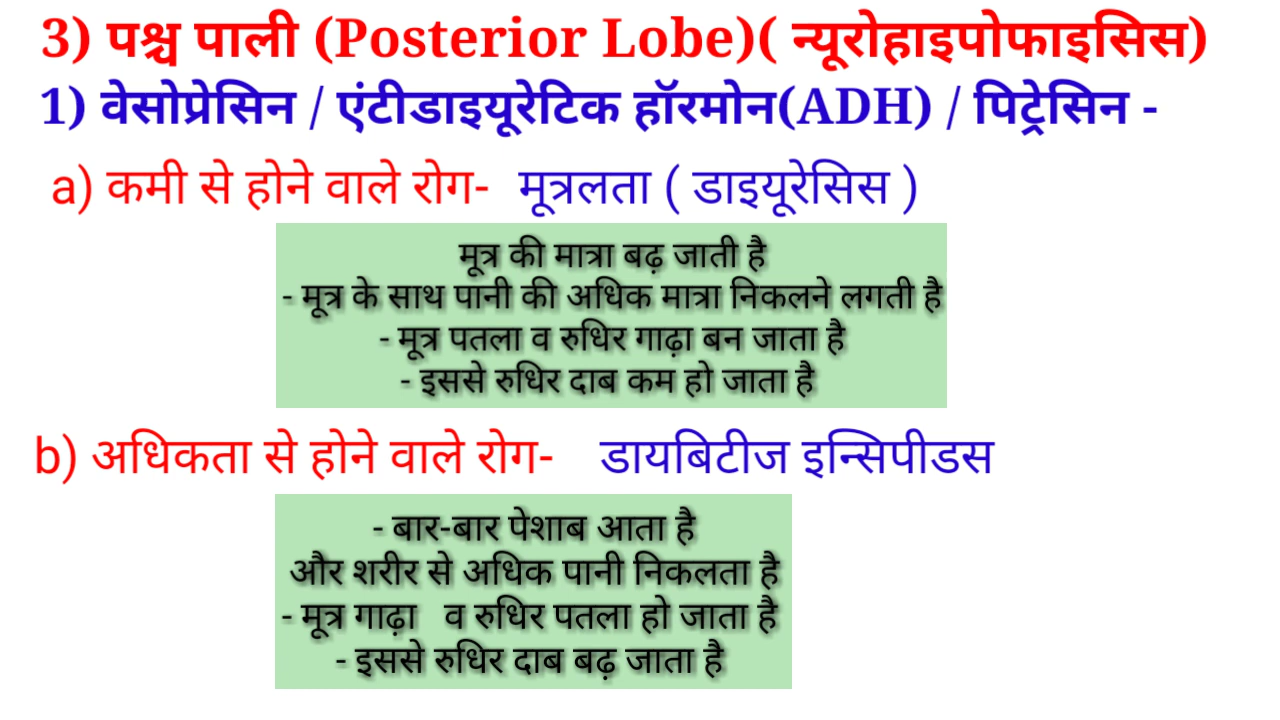 3) पश्च पाली (Posterior Lobe)( न्यूरोहाइपोफाइसिस)
1) वेसोप्रेसिन / एंटीडाइयूरेटिक हॉरमोन(ADH) / पिट्रेसिन -
a) कमी से होने वाले रोग- मूत्रलता ( डाइयूरेसिस )
मूत्र की मात्रा बढ़ जाती है
- मूत्र के साथ पानी की अधिक मात्रा निकलने लगती है
- मूत्र पतला व रुधिर गाढ़ा बन जाता है
- इससे रुधिर दाब कम हो जाता है
b) अधिकता से होने वाले रोग- डायबिटीज इन्सिपीडस
- बार-बार पेशाब आता है
और शरीर से अधिक पानी निकलता है
- मूत्र गाढ़ा व रुधिर पतला हो जाता है
- इससे रुधिर दाब बढ़ जाता है